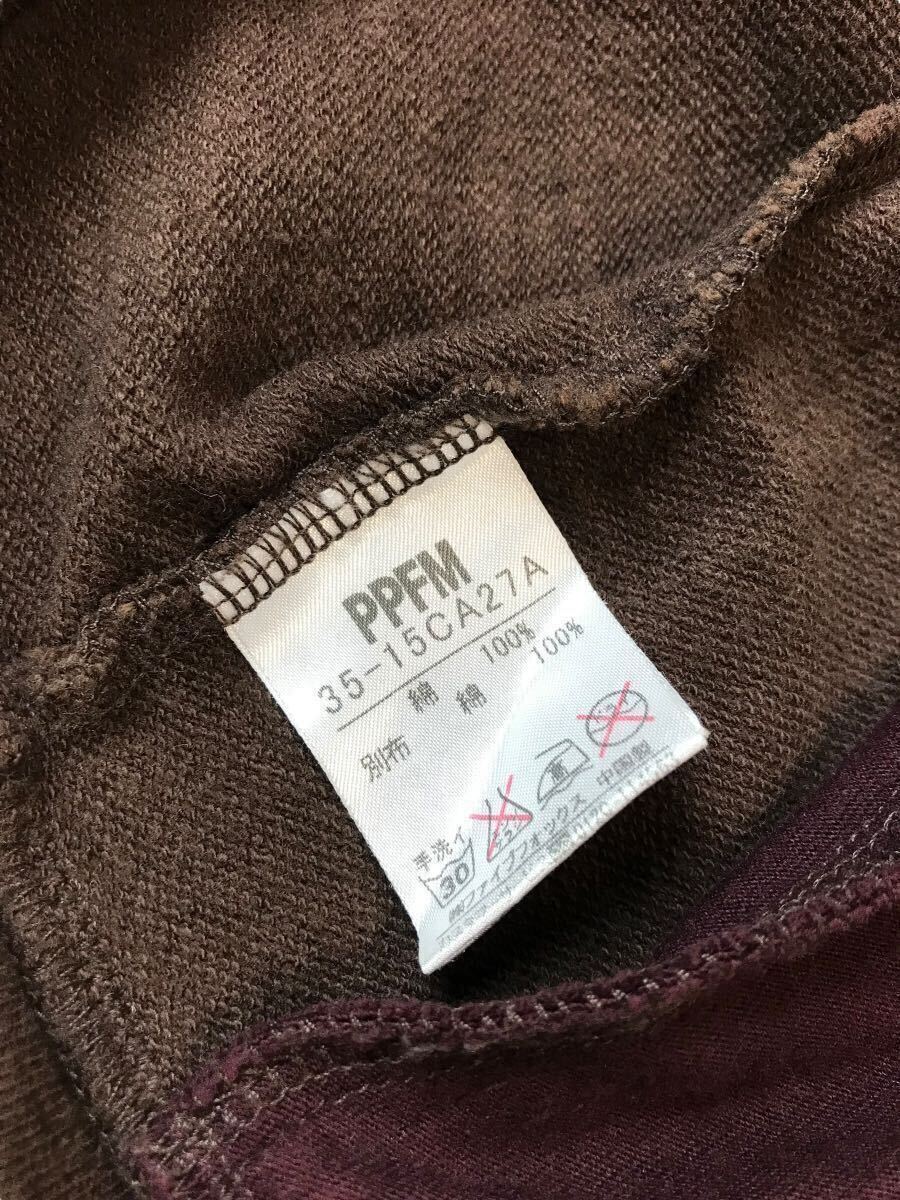 PPFM
35-15CA27A
綿 100%
別布 綿 100%
手洗イ
30
㈱ファイブフォックス 中国製